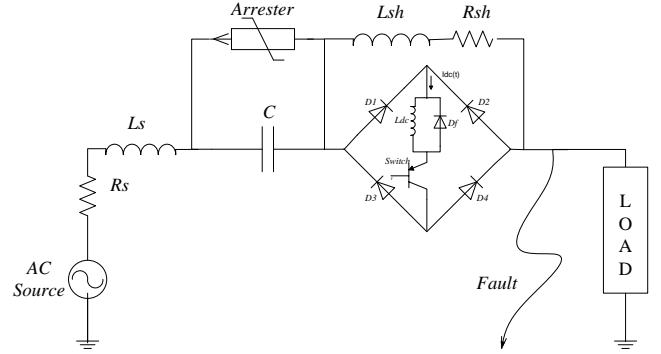 Arrester
Lsh
Rsh
Idc(t)
D1
D2
Ldc
Df
C
Ls
Switch
D3
D4
Rs
AC
Source
Fault
L
O
A
D